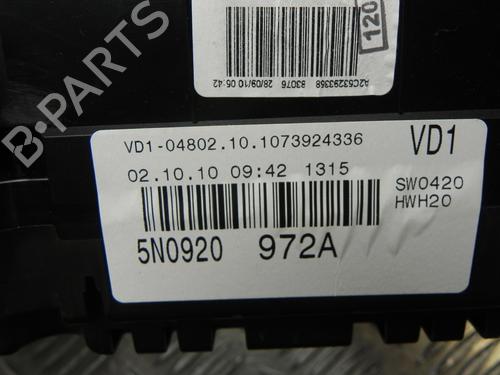 120
A2C53293358
83076
28/09/10 05:42
VD1-04802.10.1073924336
VD1
02.10.10 09:42 1315
SW0420
HWH20
5N0920 972A
B-PARTS